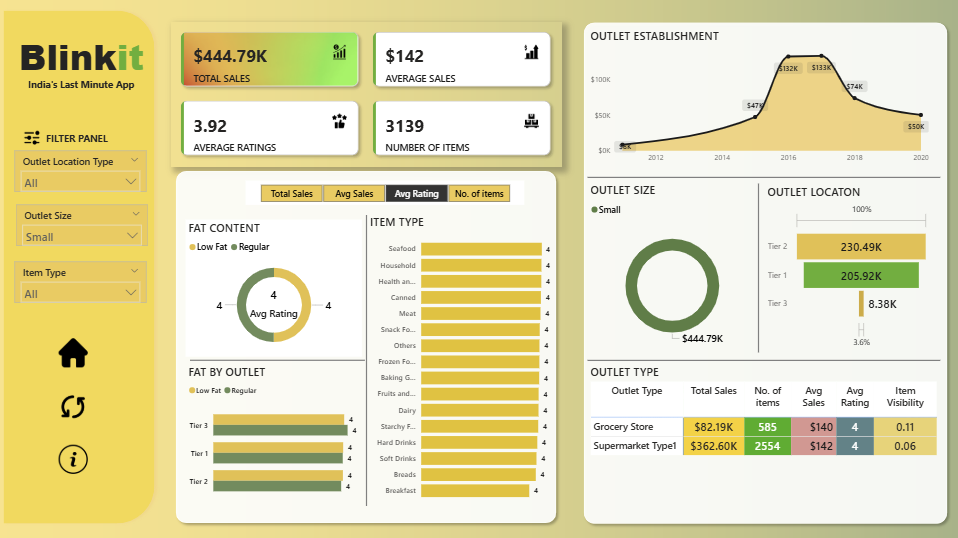 Blinkit
India's Last Minute App
FILTER PANEL
Outlet Location Type
All
Outlet Size
Small
Item Type
All
$444.79K
TOTAL SALES
$142
AVERAGE SALES
3.92
AVERAGE RATINGS
3139
NUMBER OF ITEMS
Total Sales Avg Sales Avg Rating No. of items
FAT CONTENT
Low Fat Regular
4 4 4
Avg Rating
FAT BY OUTLET
Low Fat Regular
Tier 3 4
4
Tier 1 4
4
Tier 2 4
4
ITEM TYPE
Seafood 4
Household 4
Health an... 4
Canned 4
Meat 4
Snack Fo... 4
Others 4
Frozen Fo... 4
Baking G... 4
Fruits and... 4
Dairy 4
Starchy F... 4
Hard Drinks 4
Soft Drinks 4
Breads 4
Breakfast 4
OUTLET ESTABLISHMENT
$132K $133K
$100K
$74K
$47K
$50K
$50K
$0K
2012 2014 2016 2018 2020
OUTLET SIZE
Small
$444.79K
OUTLET LOCATON
100%
Tier 2 230.49K
Tier 1 205.92K
Tier 3 8.38K
3.6%
OUTLET TYPE
Outlet Type Total Sales No. of items Avg Sales Avg Rating Item Visibility
Grocery Store $82.19K 585 $140 4 0.11
Supermarket Type1 $362.60K 2554 $142 4 0.06